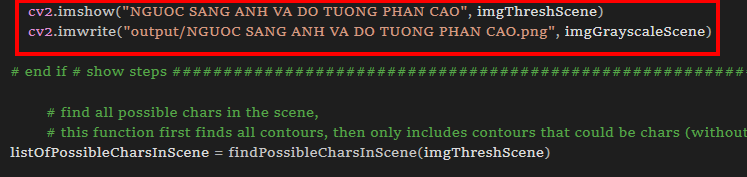 cv2.imshow("NGUOC SANG ANH VA DO TUONG PHAN CAO", imgThreshScene)
cv2.imwrite("output/NGUOC SANG ANH VA DO TUONG PHAN CAO.png", imgGrayscaleScene)
# end if # show steps #########################################################
# find all possible chars in the scene,
# this function first finds all contours, then only includes contours that could be chars (without
listOfPossibleCharsInScene = findPossibleCharsInScene(imgThreshScene)